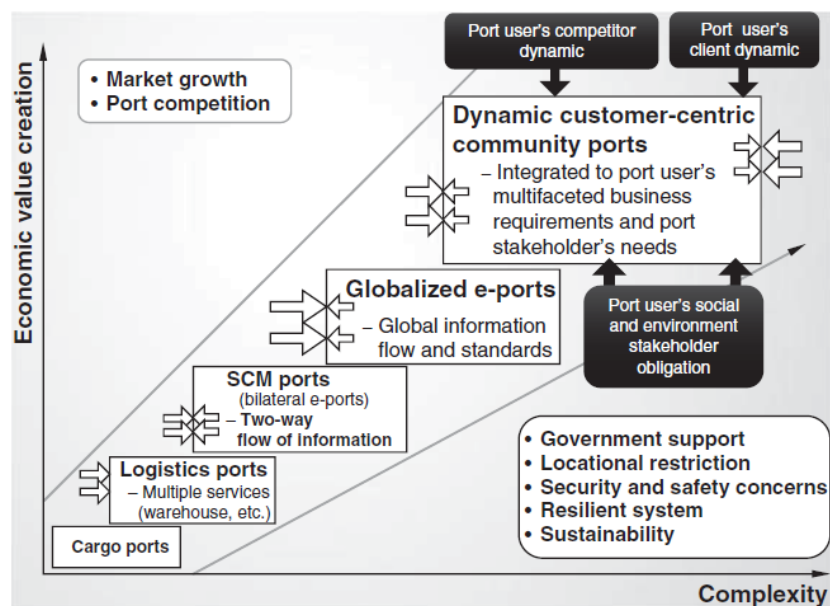 Port user's competitor
dynamic
Port user's
client dynamic
• Market growth
• Port competition
Dynamic customer-centric
community ports
– Integrated to port user's
multifaceted business
requirements and port
stakeholder's needs
Globalized e-ports
– Global information
flow and standards
Port user's social
and environment
stakeholder
obligation
SCM ports
(bilateral e-ports)
– Two-way
flow of information
Logistics ports
– Multiple services
(warehouse, etc.)
Cargo ports
• Government support
• Locational restriction
• Security and safety concerns
• Resilient system
• Sustainability
Economic value creation
Complexity